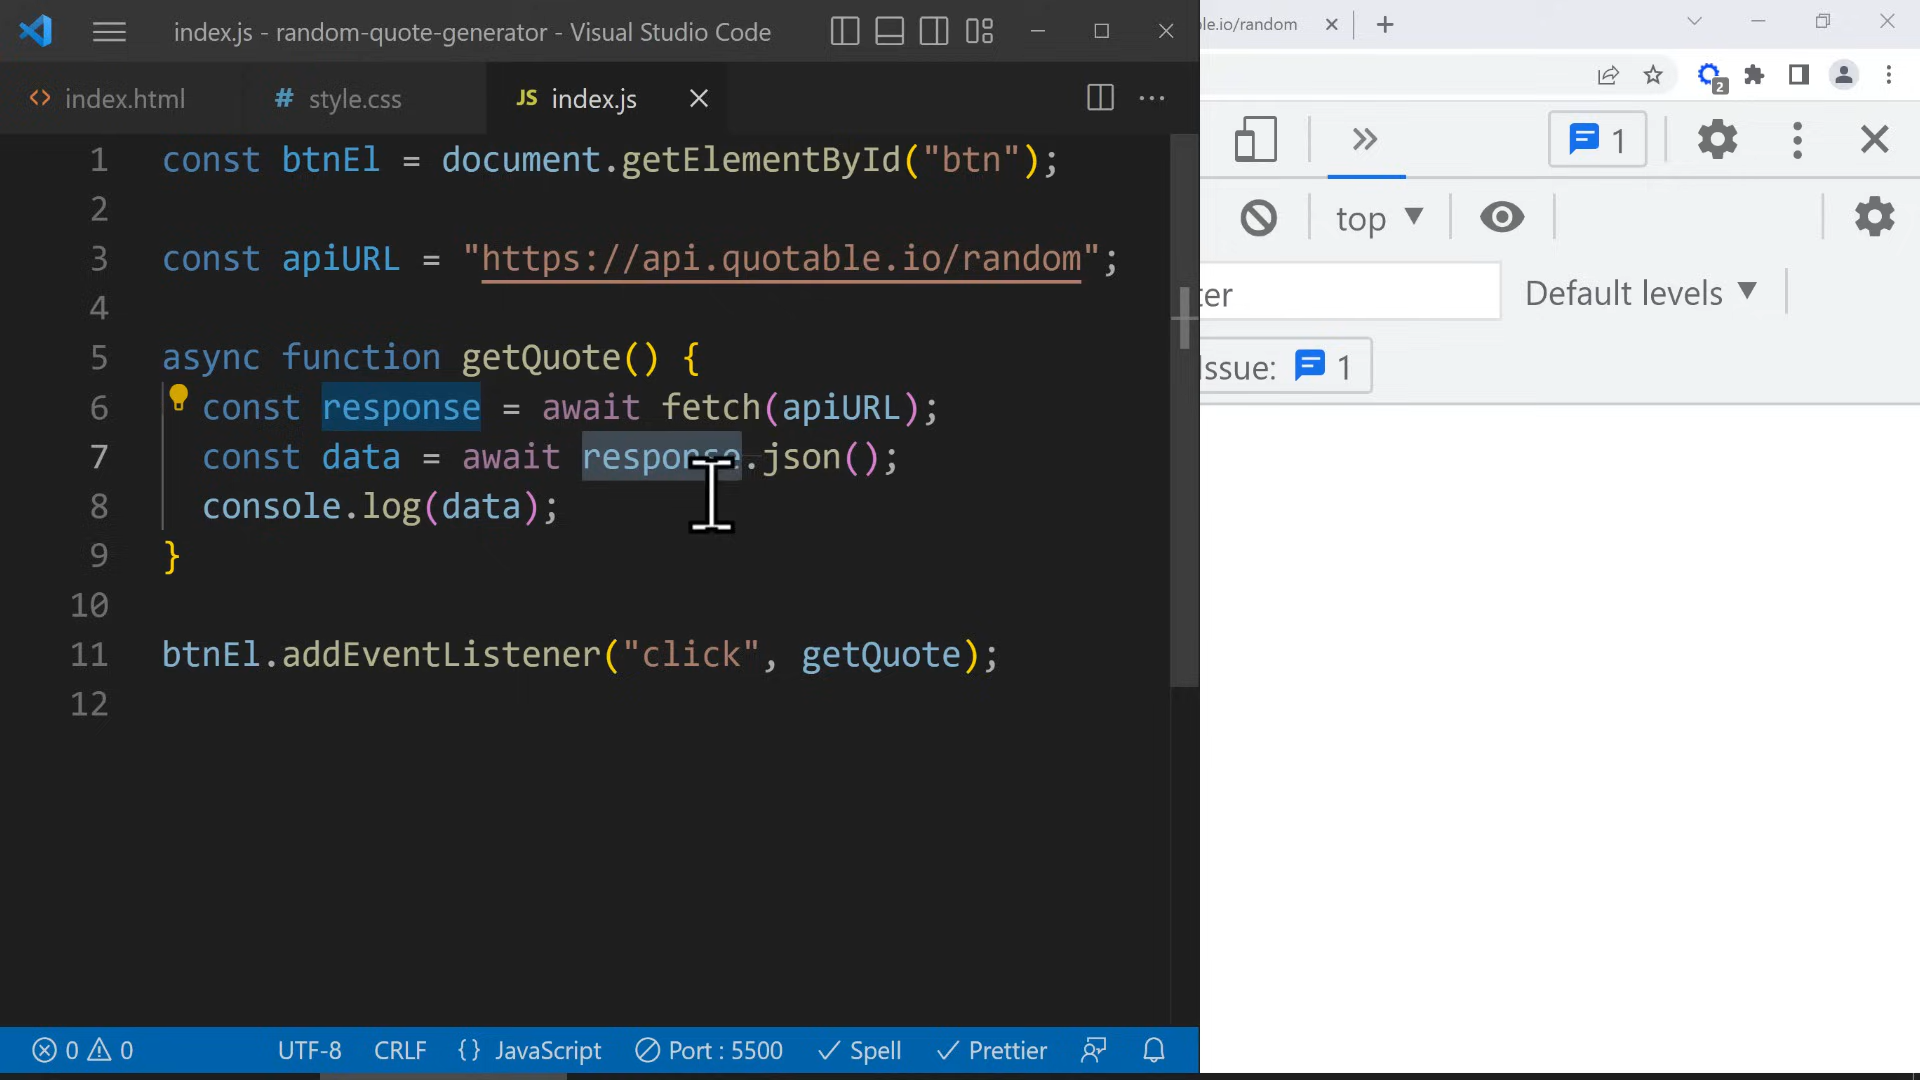 index.js - random-quote-generator - Visual Studio Code
index.html
# style.css
JS index.js
1 const btnEl = document.getElementById("btn");
2
3 const apiURL = "https://api.quotable.io/random";
4
5 async function getQuote() {
6 const response = await fetch(apiURL);
7 const data = await response.json();
8 console.log(data);
9 }
10
11 btnEl.addEventListener("click", getQuote);
12
0 0 UTF-8 CRLF {} JavaScript Port : 5500 Spell Prettier
le.io/random
2
1
top
ter
Default levels
ssue: 1